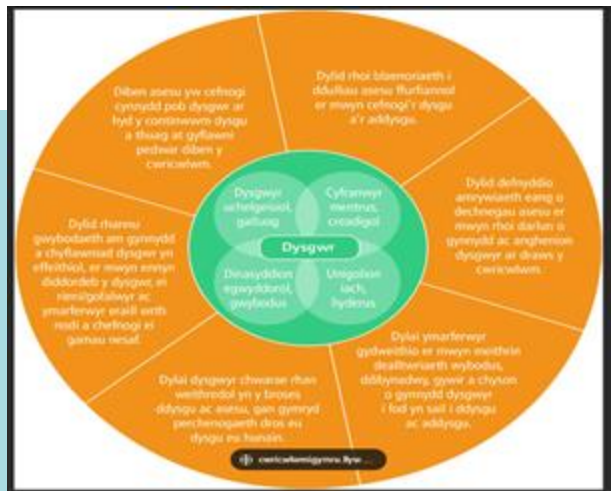 Diben asesu yw cefnogi
cynnydd pob dysgwr ar
hyd y continwwm dysgu
a thuag at gyflawni
pedwar diben y
cwricwlwm.
Dylid rhoi blaenoriaeth i
ddulliau asesu ffurfiannol
er mwyn cefnogi'r dysgu
a'r addysgu.
Dylid defnyddio
amrywiaeth eang o
dechnegau asesu er
mwyn rhoi darlun o
gynnydd ac anghenion
dysgwyr ar draws y
cwricwlwm.
Dylai ymarferwyr
gydweithio er mwyn meithrin
dealltwriaeth wybodus,
ddibynadwy, gywir a chyson
o gynnydd dysgwyr
i fod yn sail i ddysgu
ac addysgu.
Dylai dysgwyr chwarae rhan
weithredol yn y broses
ddysgu ac asesu, gan gymryd
perchenogaeth dros eu
dysgu eu hunain.
Dylid rhannu
gwybodaeth am gynnydd
a chyflawniad dysgwr yn
effeithiol, er mwyn ennyn
diddordeb y dysgwr, ei
rieni/gofalwyr ac
ymarferwyr eraill wrth
nodi a chefnogi ei
gamau nesaf.
Dysgwyr
uchelgeisiol,
galluog
Cyfranwyr
mentrus,
creadigol
Dysgwr
Dinasyddion
egwyddorol,
gwybodus
Unigolion
iach,
hyderus